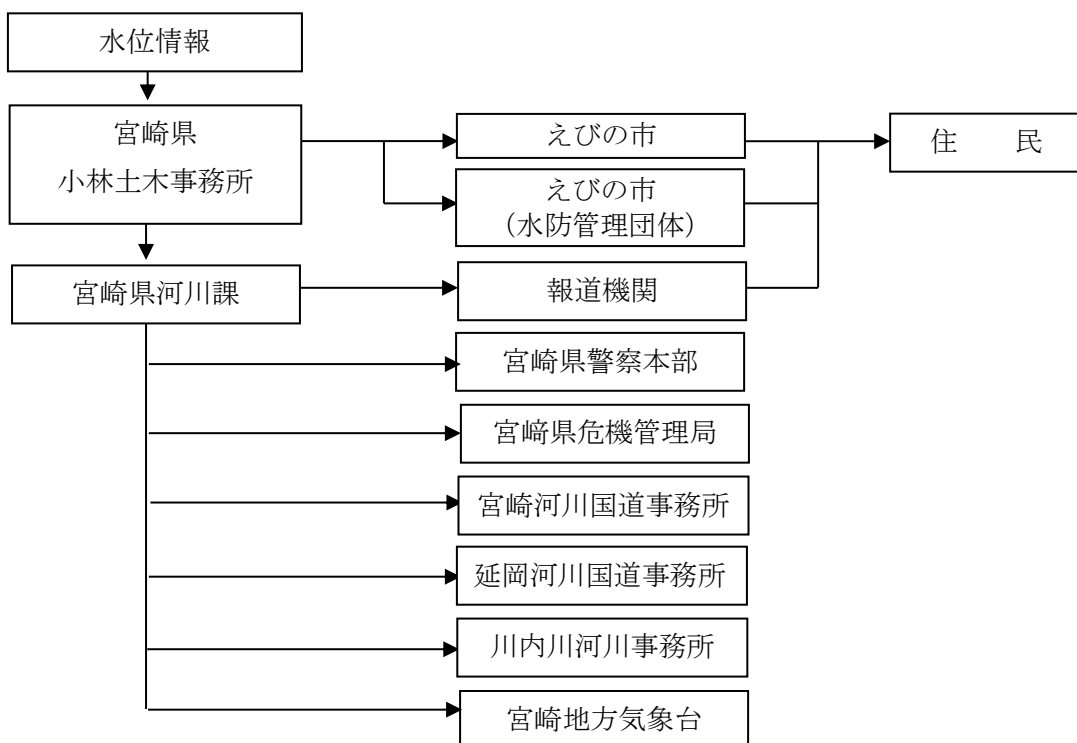 水位情報
宮崎県
小林土木事務所
えびの市
住　　民
えびの市
（水防管理団体）
宮崎県河川課
報道機関
宮崎県警察本部
宮﨑県危機管理局
宮崎河川国道事務所
延岡河川国道事務所
川内川河川事務所
宮崎地方気象台